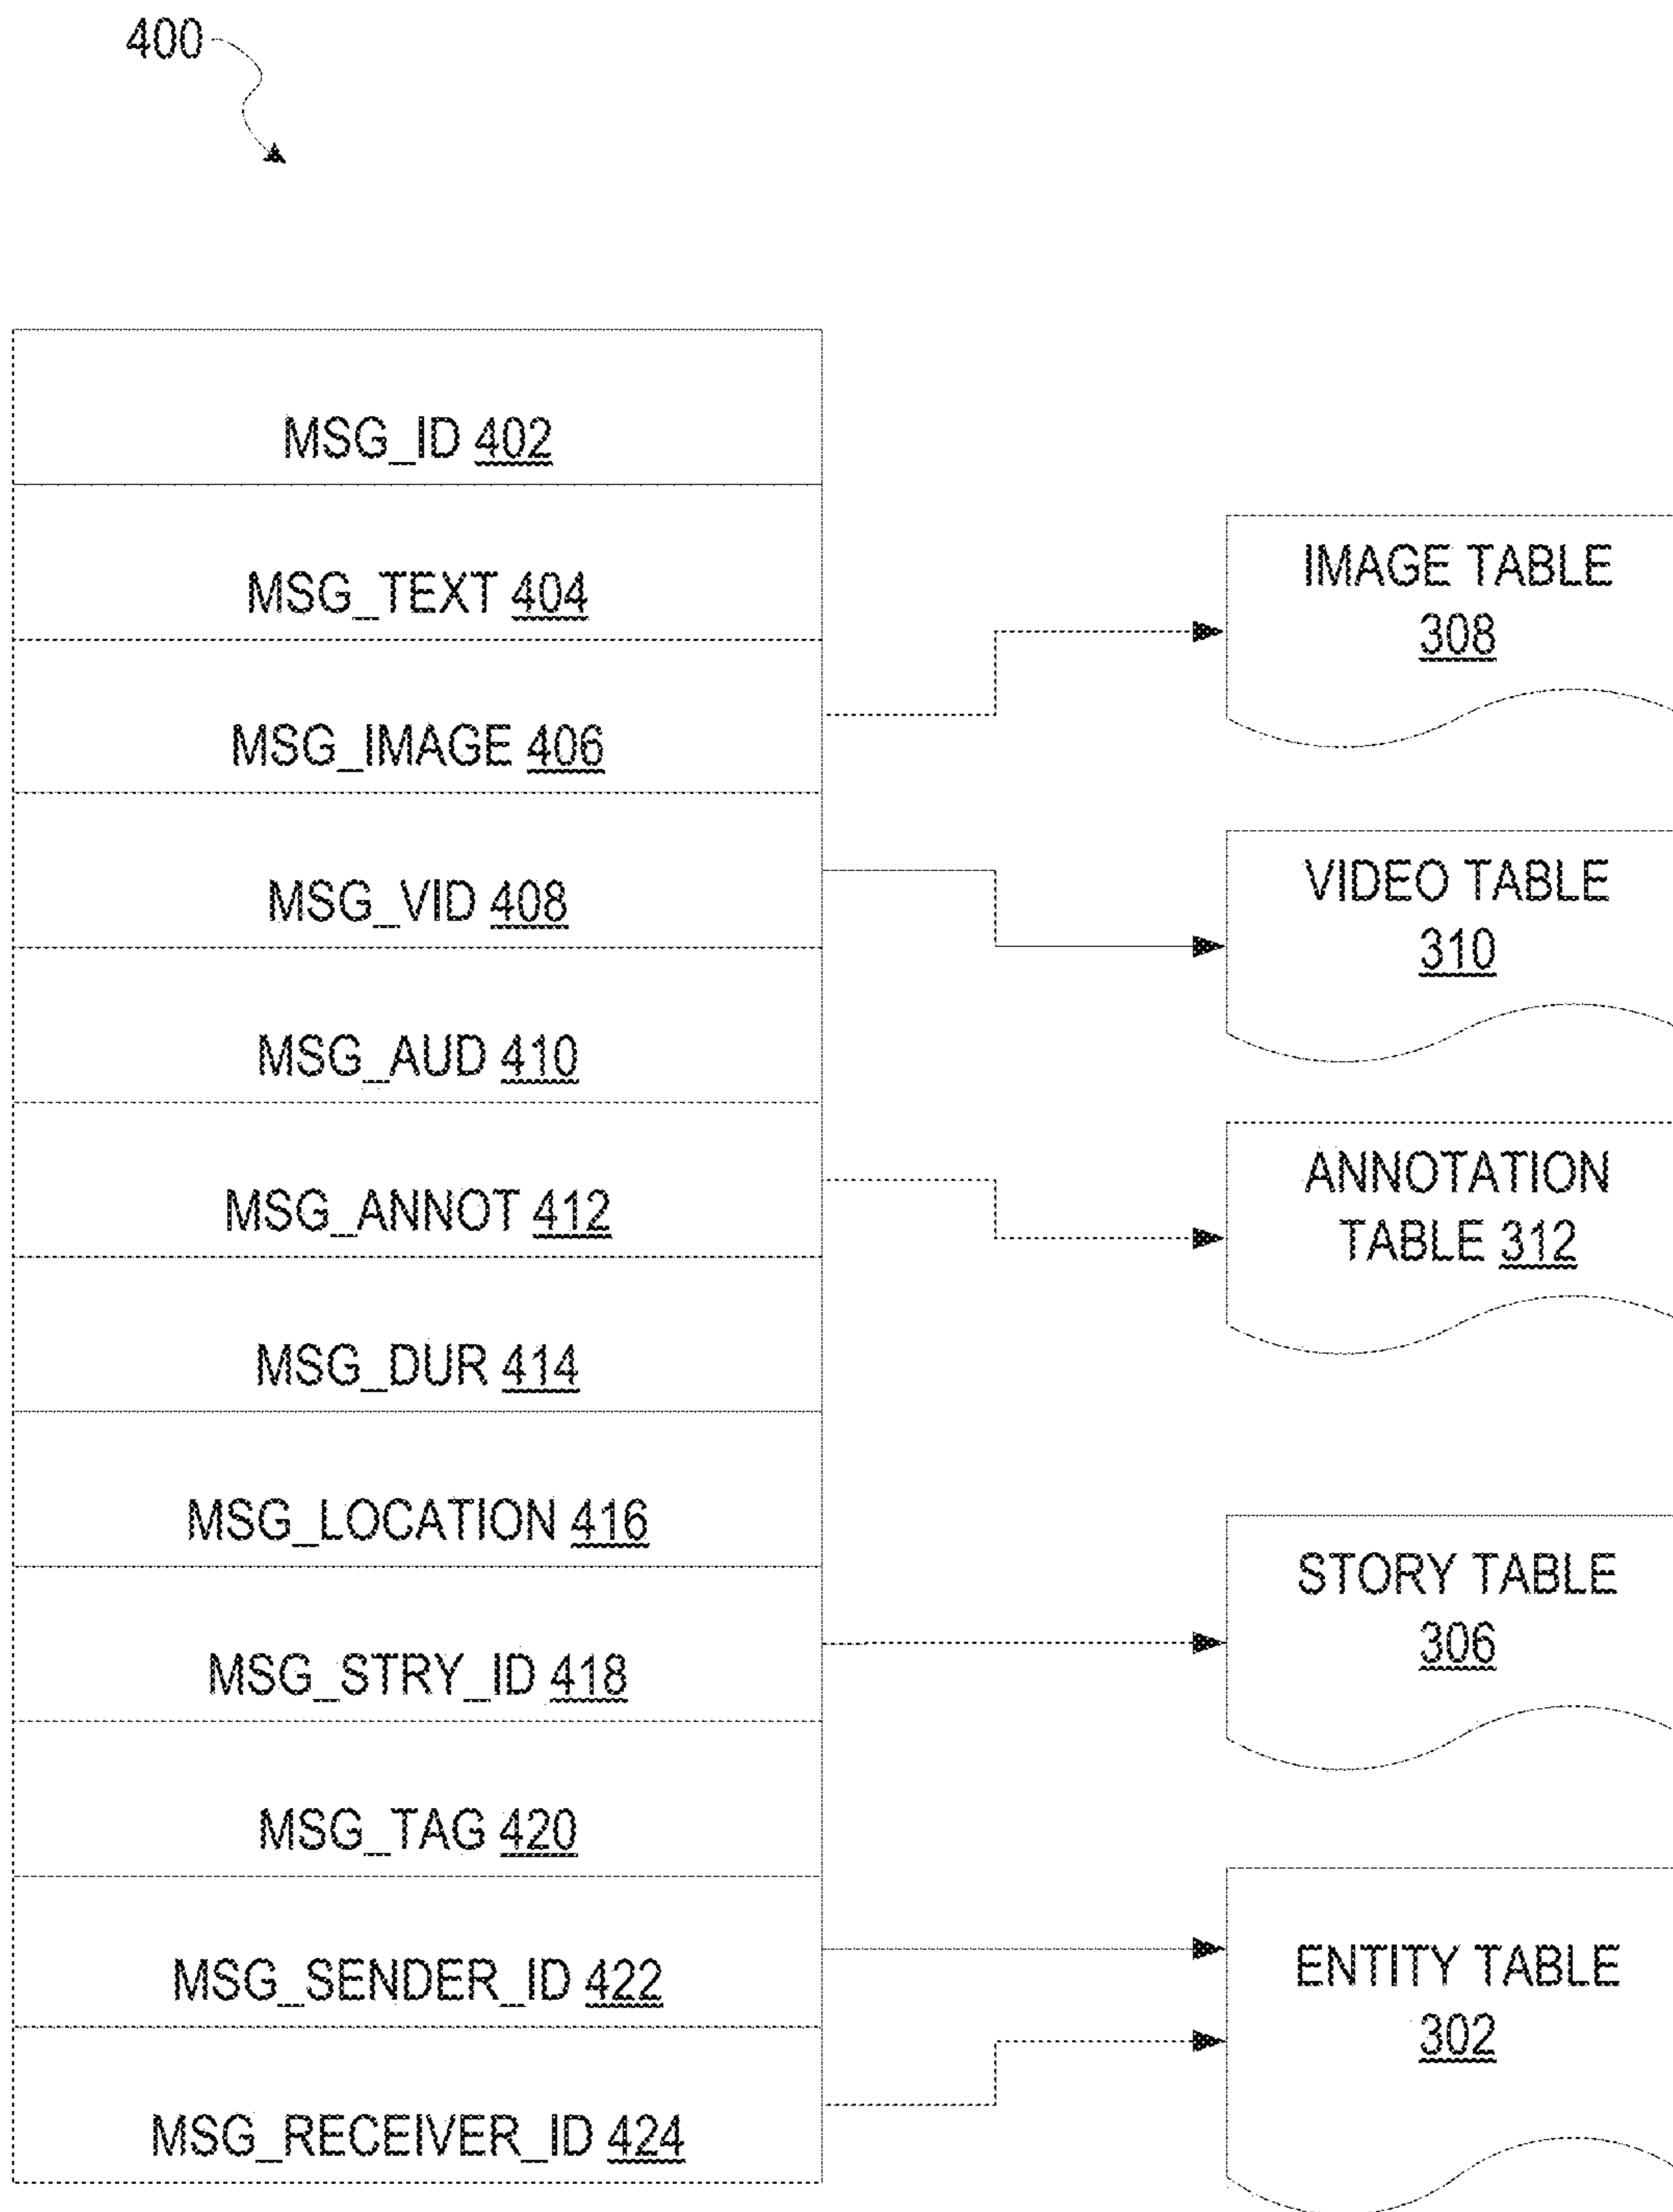 400
MSG_ID 402
MSG_TEXT 404
MSG_IMAGE 406
MSG_VID 408
MSG_AUD 410
MSG_ANNOT 412
MSG_DUR 414
MSG_LOCATION 416
MSG_STRY_ID 418
MSG_TAG 420
MSG_SENDER_ID 422
MSG_RECEIVER_ID 424
IMAGE TABLE
308
VIDEO TABLE
310
ANNOTATION
TABLE 312
STORY TABLE
306
ENTITY TABLE
302